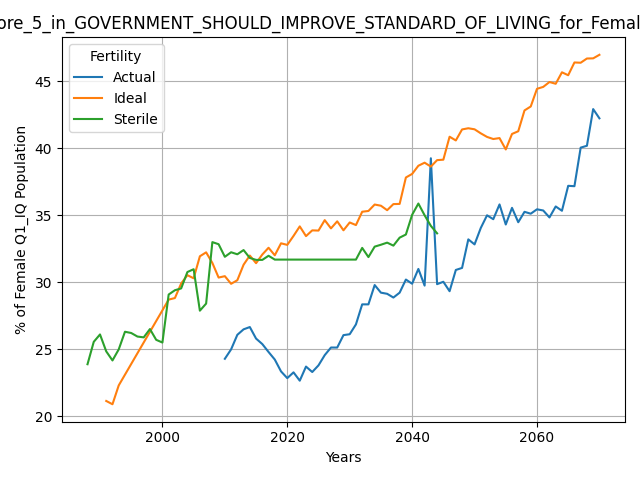 ore_5_in_GOVERNMENT_SHOULD_IMPROVE_STANDARD_OF_LIVING_for_Femal
Fertility
Actual
Ideal
Sterile
% of Female Q1_IQ Population
45
40
35
30
25
20
2000
2020
2040
2060
Years